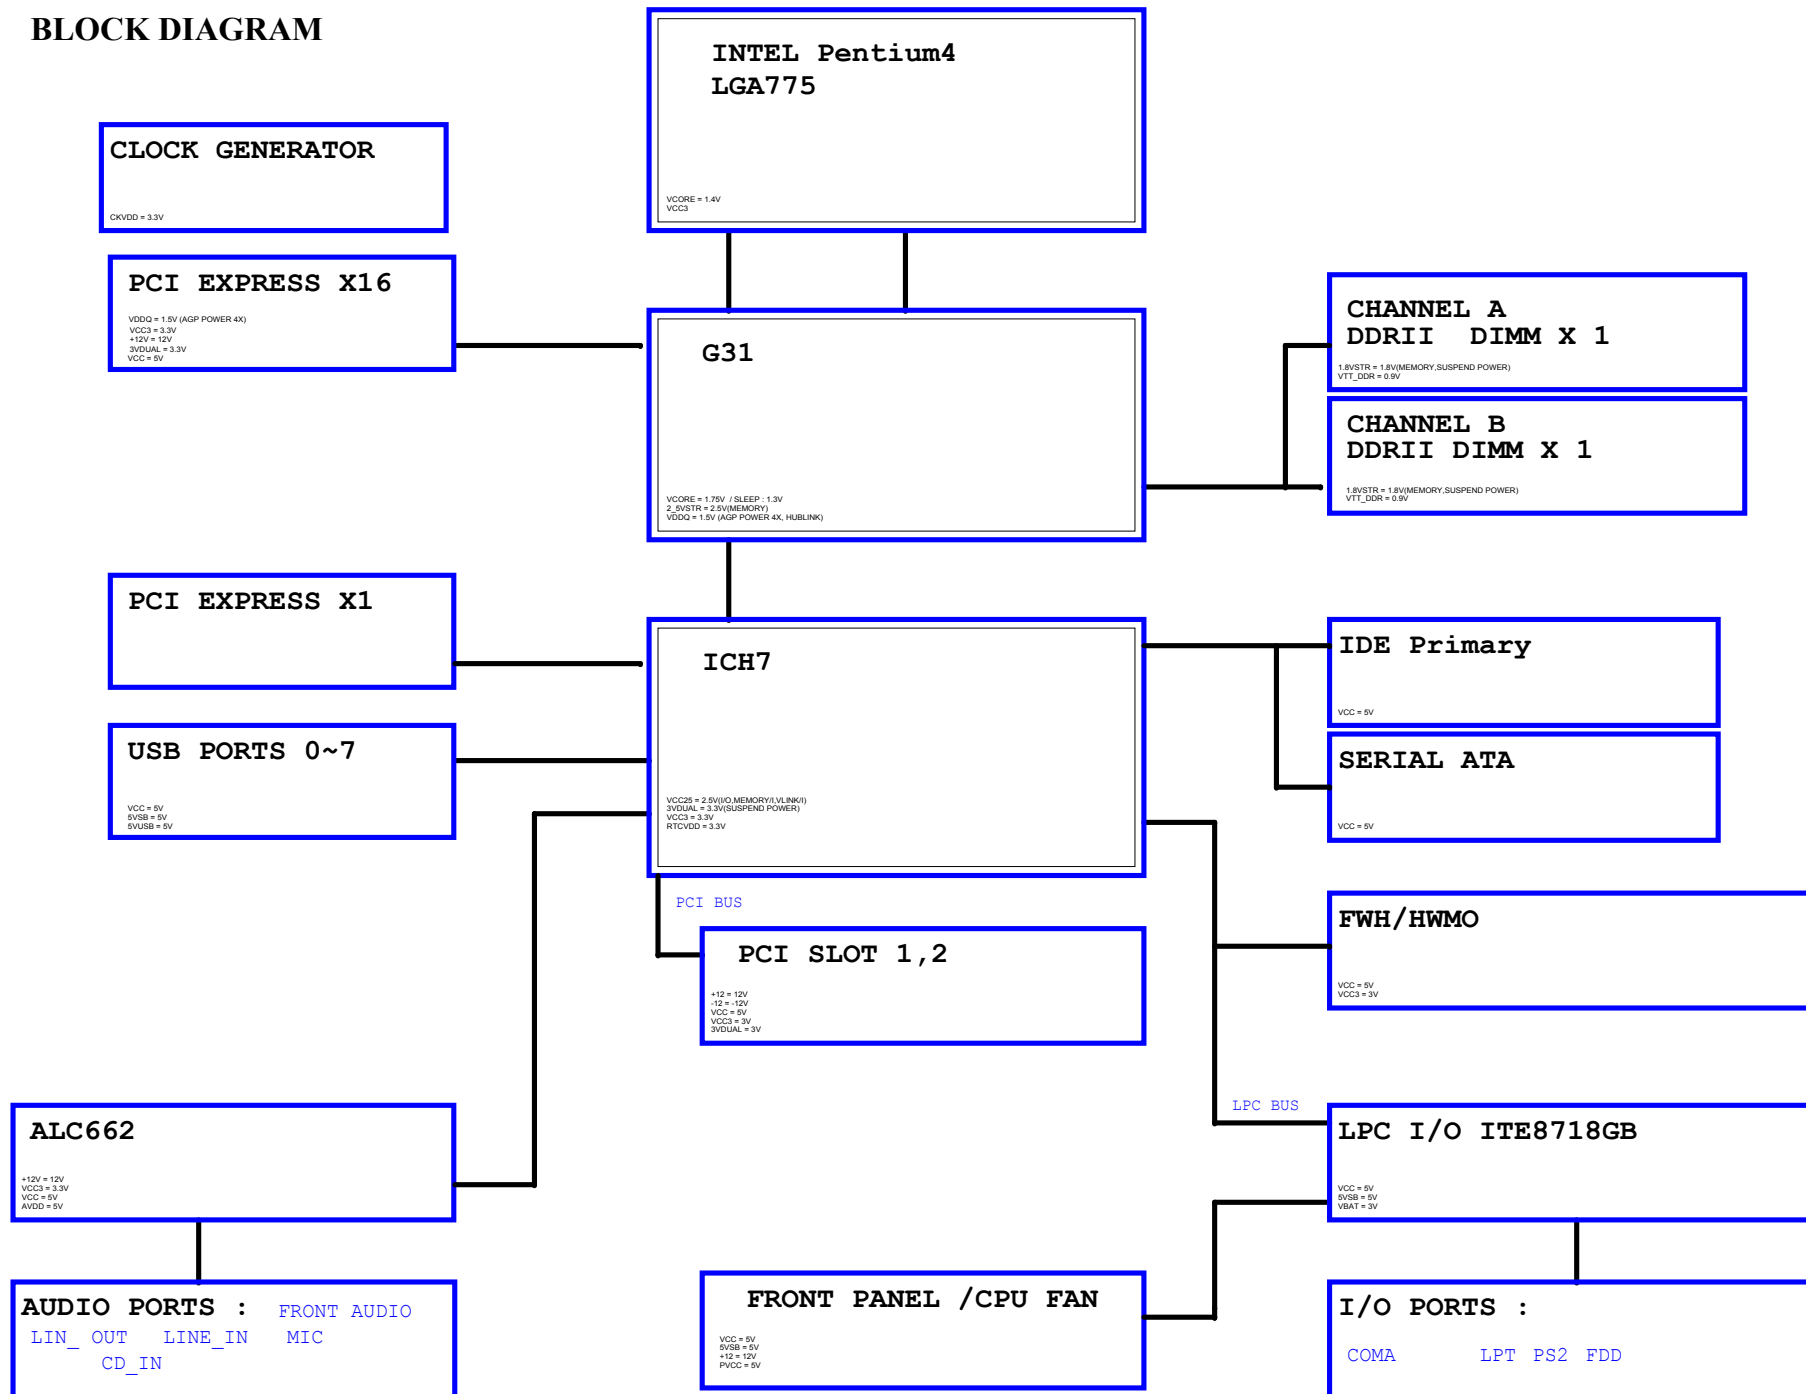 BLOCK DIAGRAM
INTEL Pentium4
LGA775
VCORE = 1.4V
VCC3
CLOCK GENERATOR
CKVDD = 3.3V
PCI EXPRESS X16
VDDQ = 1.5V (AGP POWER 4X)
VCC3 = 3.3V
+12V = 12V
3VDUAL = 3.3V
VCC = 5V
G31
VCORE = 1.75V / SLEEP : 1.3V
2_5VSTR = 2.5V(MEMORY)
VDDQ = 1.5V (AGP POWER 4X, HUBLINK)
CHANNEL A
DDRII DIMM X 1
1.8VSTR = 1.8V(MEMORY,SUSPEND POWER)
VTT_DDR = 0.9V
CHANNEL B
DDRII DIMM X 1
1.8VSTR = 1.8V(MEMORY,SUSPEND POWER)
VTT_DDR = 0.9V
PCI EXPRESS X1
USB PORTS 0~7
VCC = 5V
5VSB = 5V
5VUSB = 5V
ICH7
VCC25 = 2.5V(I/O,MEMORY/I,VLINK/I)
3VDUAL = 3.3V(SUSPEND POWER)
VCC3 = 3.3V
RTCVDD = 3.3V
IDE Primary
VCC = 5V
SERIAL ATA
VCC = 5V
PCI BUS
PCI SLOT 1,2
+12 = 12V
-12 = -12V
VCC = 5V
VCC3 = 3V
3VDUAL = 3V
FWH/HWMO
VCC = 5V
VCC3 = 3V
ALC662
+12V = 12V
VCC3 = 3.3V
VCC = 5V
AVDD = 5V
LPC BUS
LPC I/O ITE8718GB
VCC = 5V
5VSB = 5V
VBAT = 3V
AUDIO PORTS : FRONT AUDIO
LIN_ OUT LINE_IN MIC
CD_IN
FRONT PANEL /CPU FAN
VCC = 5V
5VSB = 5V
+12 = 12V
PVCC = 5V
I/O PORTS :
COMA LPT PS2 FDD